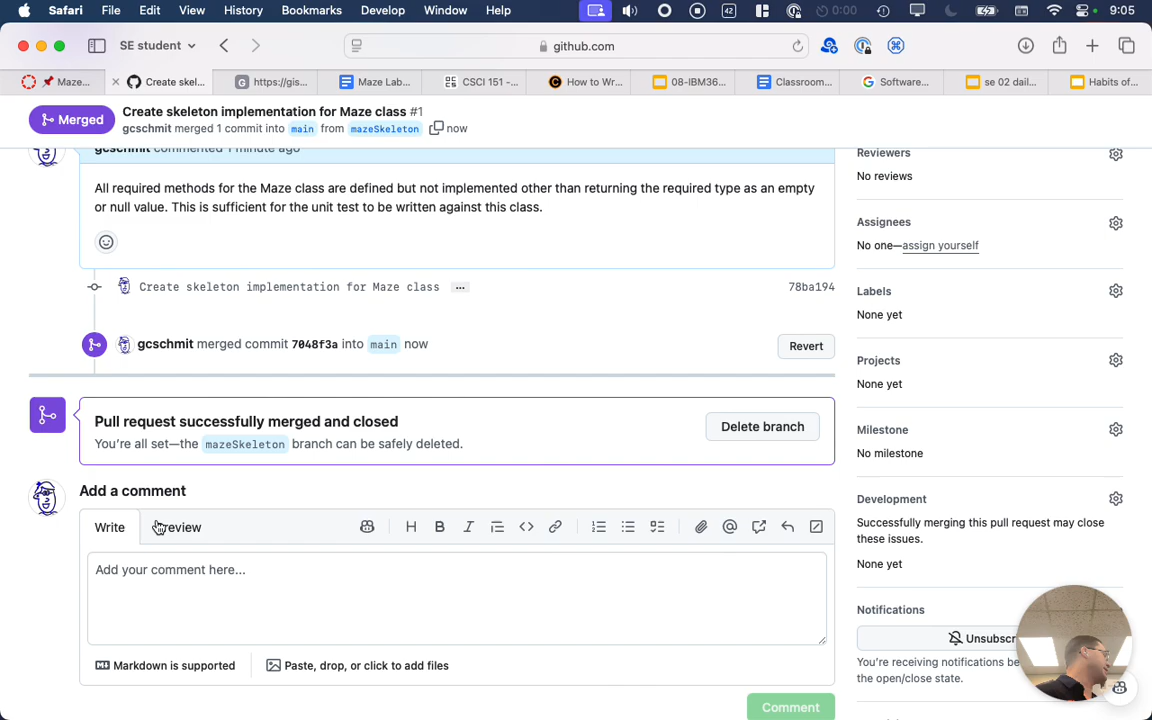 Safari File Edit View History Bookmarks Develop Window Help 42 0:00 9:05
SE student github.com
Maze... Create skel... https://gis... Maze Lab... CSCI 151 -... How to Wr... 08-IBM36... Classroom... Software... se 02 dail... Habits of...
Merged
Create skeleton implementation for Maze class #1
gcschmit merged 1 commit into main from mazeSkeleton now
gcschmit commented 1 minute ago
All required methods for the Maze class are defined but not implemented other than returning the required type as an empty
or null value. This is sufficient for the unit test to be written against this class.
Create skeleton implementation for Maze class ... 78ba194
gcschmit merged commit 7048f3a into main now
Revert
Pull request successfully merged and closed
You're all set—the mazeSkeleton branch can be safely deleted.
Delete branch
Add a comment
Write Preview
Add your comment here...
Markdown is supported
Paste, drop, or click to add files
Comment
Reviewers
No reviews
Assignees
No one—assign yourself
Labels
None yet
Projects
None yet
Milestone
No milestone
Development
Successfully merging this pull request may close
these issues.
None yet
Notifications
Unsubscr
You're receiving notifications be
the open/close state.